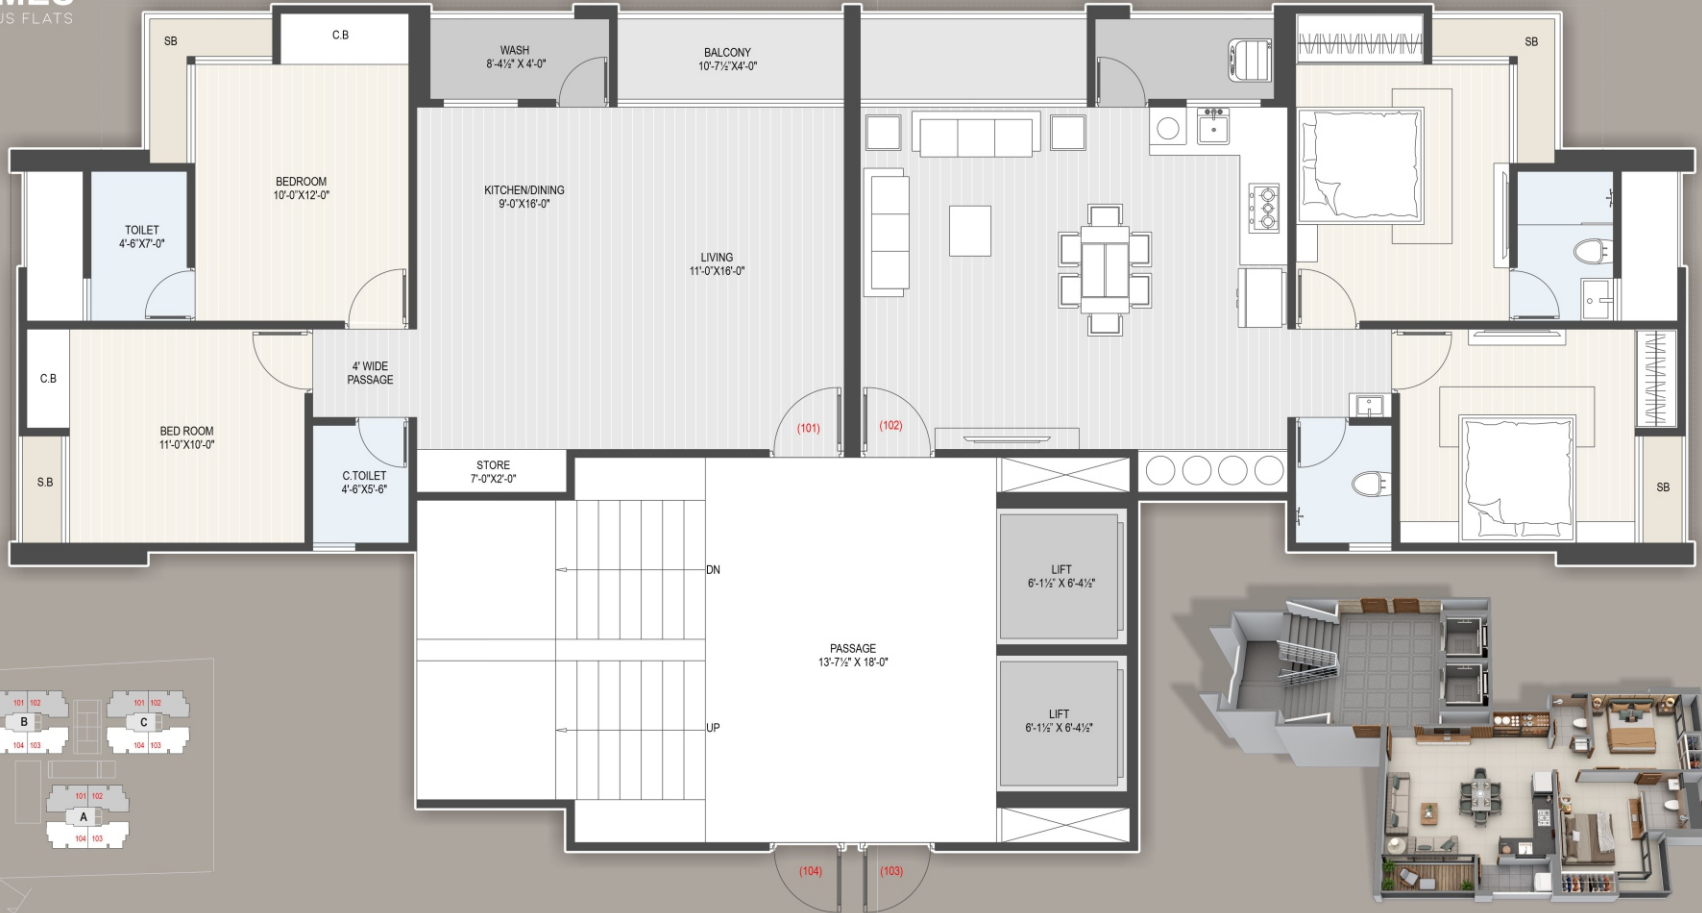 US FLATS
SB
C.B
WASH
8'-4½" X 4'-0"
BALCONY
10'-7½"X4'-0"
SB
BEDROOM
10'-0"X12'-0"
KITCHEN/DINING
9'-0"X16'-0"
TOILET
4'-6"X7'-0"
LIVING
11'-0"X16'-0"
4' WIDE
PASSAGE
C.B
BED ROOM
11'-0"X10'-0"
(101)
(102)
STORE
7'-0"X2'-0"
C.TOILET
4'-6"X5'-6"
S.B
SB
DN
LIFT
6'-1½" X 6'-4½"
PASSAGE
13'-7½" X 18'-0"
UP
LIFT
6'-1½" X 6'-4½"
101 102
B
104 103
101 102
C
104 103
101 102
A
104 103
(104)
(103)